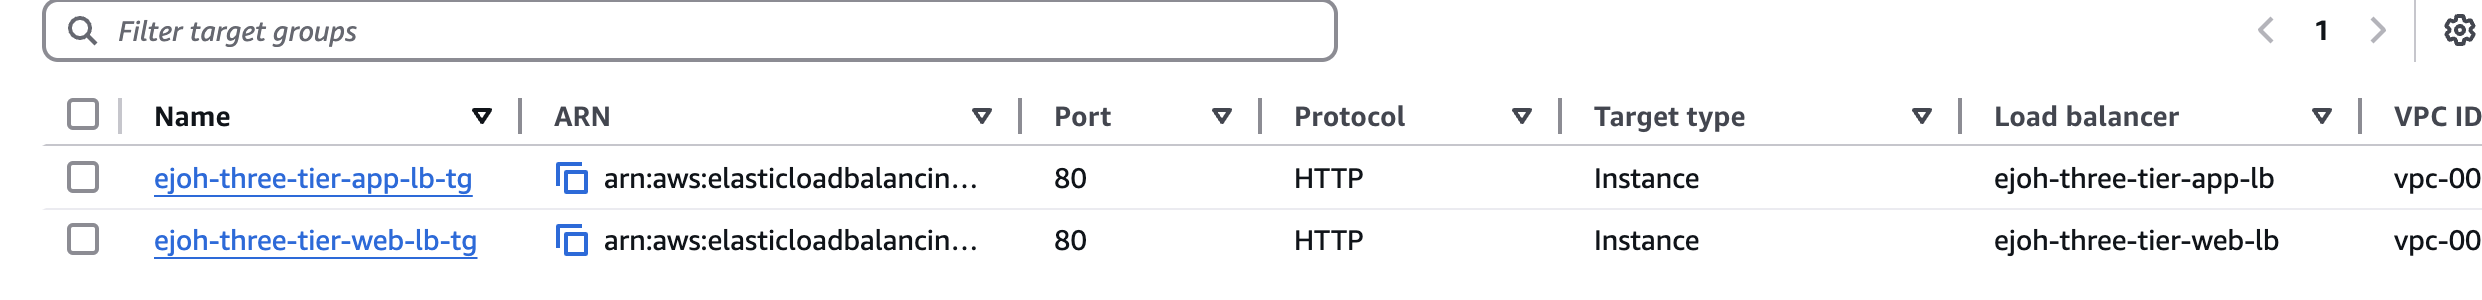 Filter target groups 1
Name ARN Port Protocol Target type Load balancer VPC ID
ejoh-three-tier-app-lb-tg arn:aws:elasticloadbalancin… 80 HTTP Instance ejoh-three-tier-app-lb vpc-00
ejoh-three-tier-web-lb-tg arn:aws:elasticloadbalancin… 80 HTTP Instance ejoh-three-tier-web-lb vpc-00